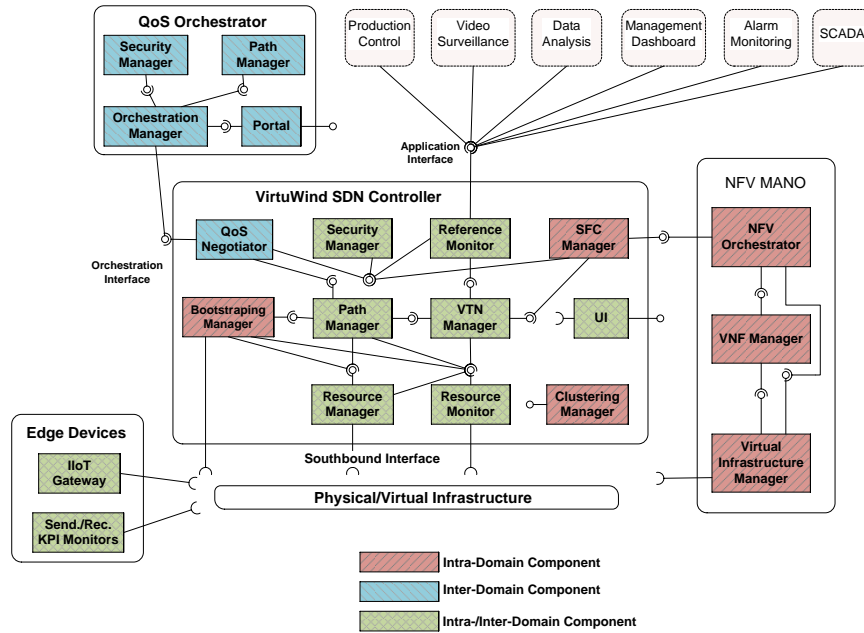 QoS Orchestrator
Security
Manager
Path
Manager
Orchestration
Manager
Portal
Production
Control
Video
Surveillance
Data
Analysis
Management
Dashboard
Alarm
Monitoring
SCADA
Application
Interface
VirtuWind SDN Controller
QoS
Negotiator
Security
Manager
Reference
Monitor
SFC
Manager
Orchestration
Interface
Bootstraping
Manager
Path
Manager
VTN
Manager
UI
Resource
Manager
Resource
Monitor
Clustering
Manager
Southbound Interface
NFV MANO
NFV
Orchestrator
VNF Manager
Virtual
Infrastructure
Manager
Edge Devices
IIoT
Gateway
Send./Rec.
KPI Monitors
Physical/Virtual Infrastructure
Intra-Domain Component
Inter-Domain Component
Intra-/Inter-Domain Component